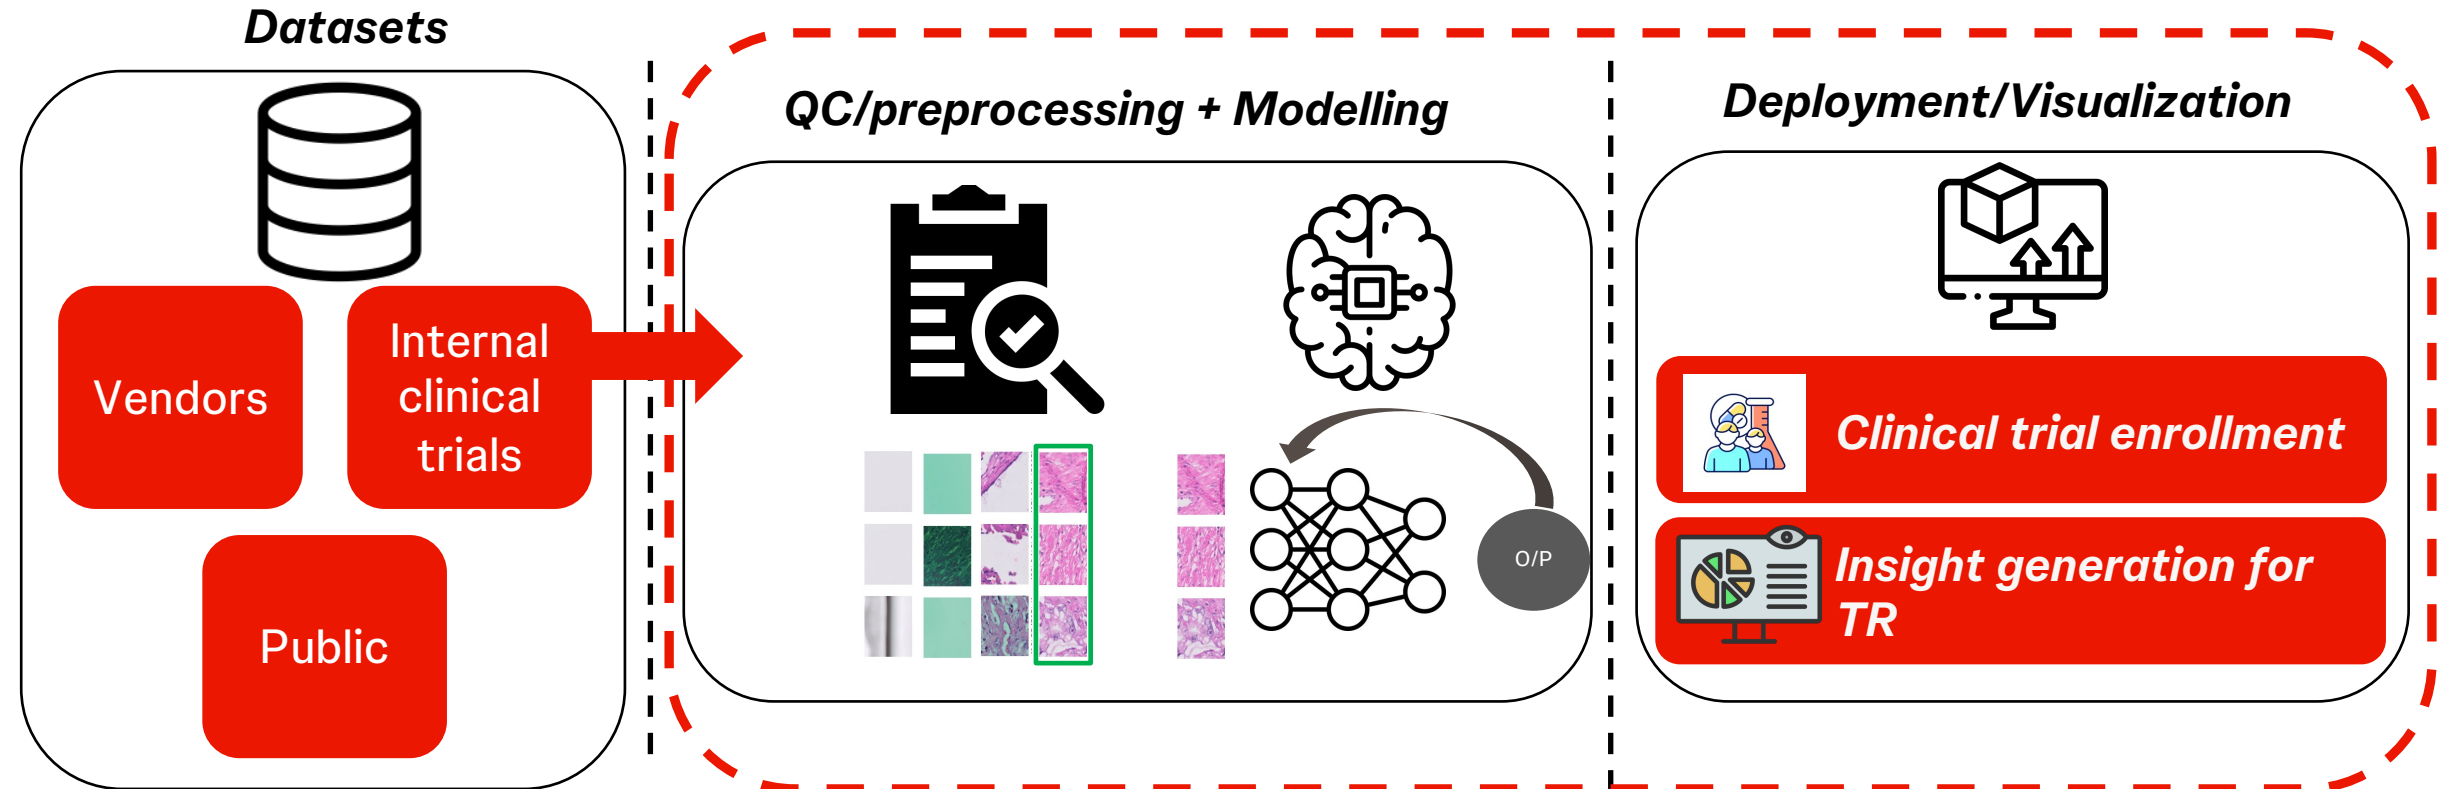 Datasets
Vendors
Internal
clinical
trials
Public
QC/preprocessing + Modelling
O/P
Deployment/Visualization
Clinical trial enrollment
Insight generation for
TR